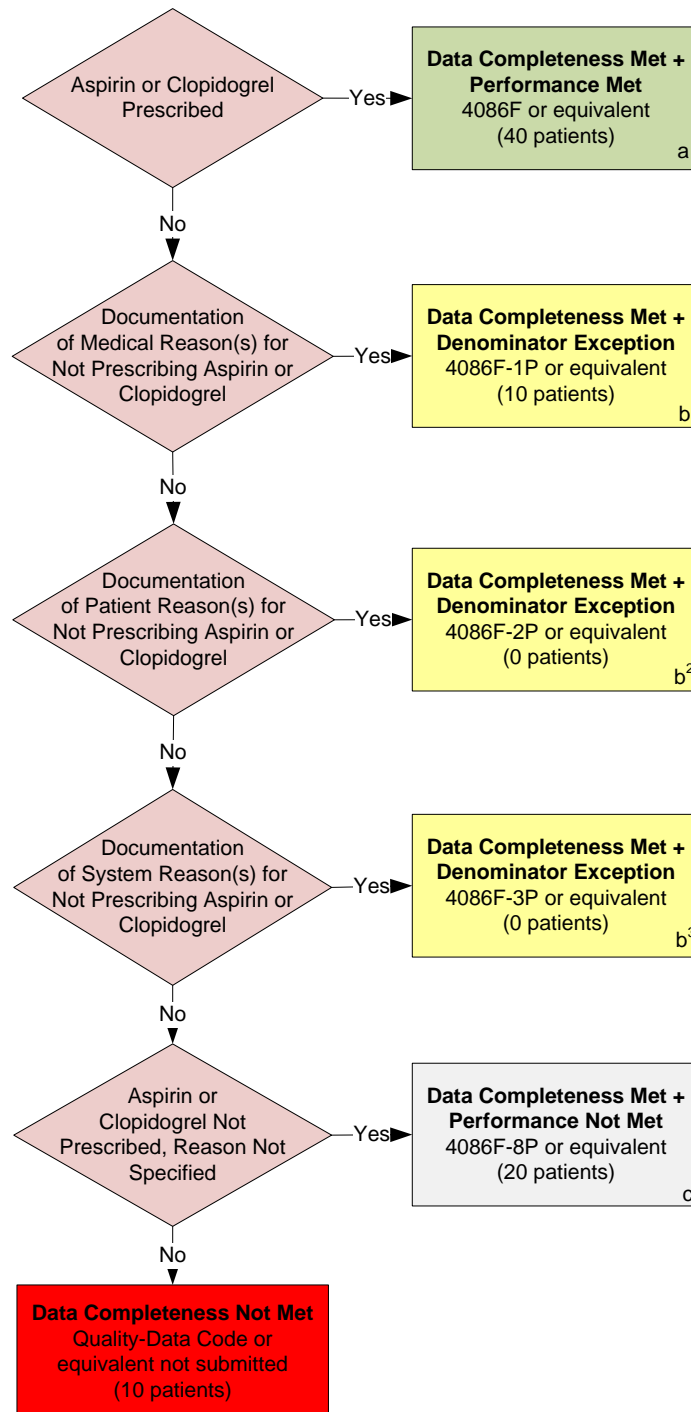 Aspirin or Clopidogrel
Prescribed
Yes
Data Completeness Met +
Performance Met
4086F or equivalent
(40 patients)
a
No
Documentation
of Medical Reason(s) for
Not Prescribing Aspirin or
Clopidogrel
Yes
Data Completeness Met +
Denominator Exception
4086F-1P or equivalent
(10 patients)
b
No
Documentation
of Patient Reason(s) for
Not Prescribing Aspirin or
Clopidogrel
Yes
Data Completeness Met +
Denominator Exception
4086F-2P or equivalent
(0 patients)
b²
No
Documentation
of System Reason(s) for
Not Prescribing Aspirin or
Clopidogrel
Yes
Data Completeness Met +
Denominator Exception
4086F-3P or equivalent
(0 patients)
b³
No
Aspirin or
Clopidogrel Not
Prescribed, Reason Not
Specified
Yes
Data Completeness Met +
Performance Not Met
4086F-8P or equivalent
(20 patients)
c
No
Data Completeness Not Met
Quality-Data Code or
equivalent not submitted
(10 patients)